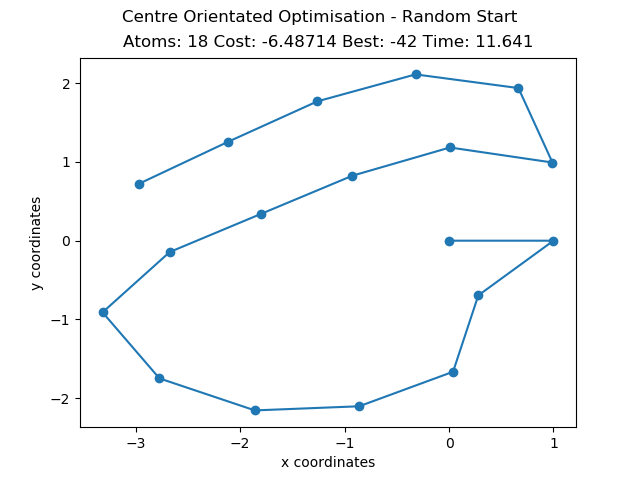 Centre Orientated Optimisation - Random Start
Atoms: 18 Cost: -6.48714 Best: -42 Time: 11.641
2
1
0
−1
−2
y coordinates
−3 −2 −1 0 1
x coordinates